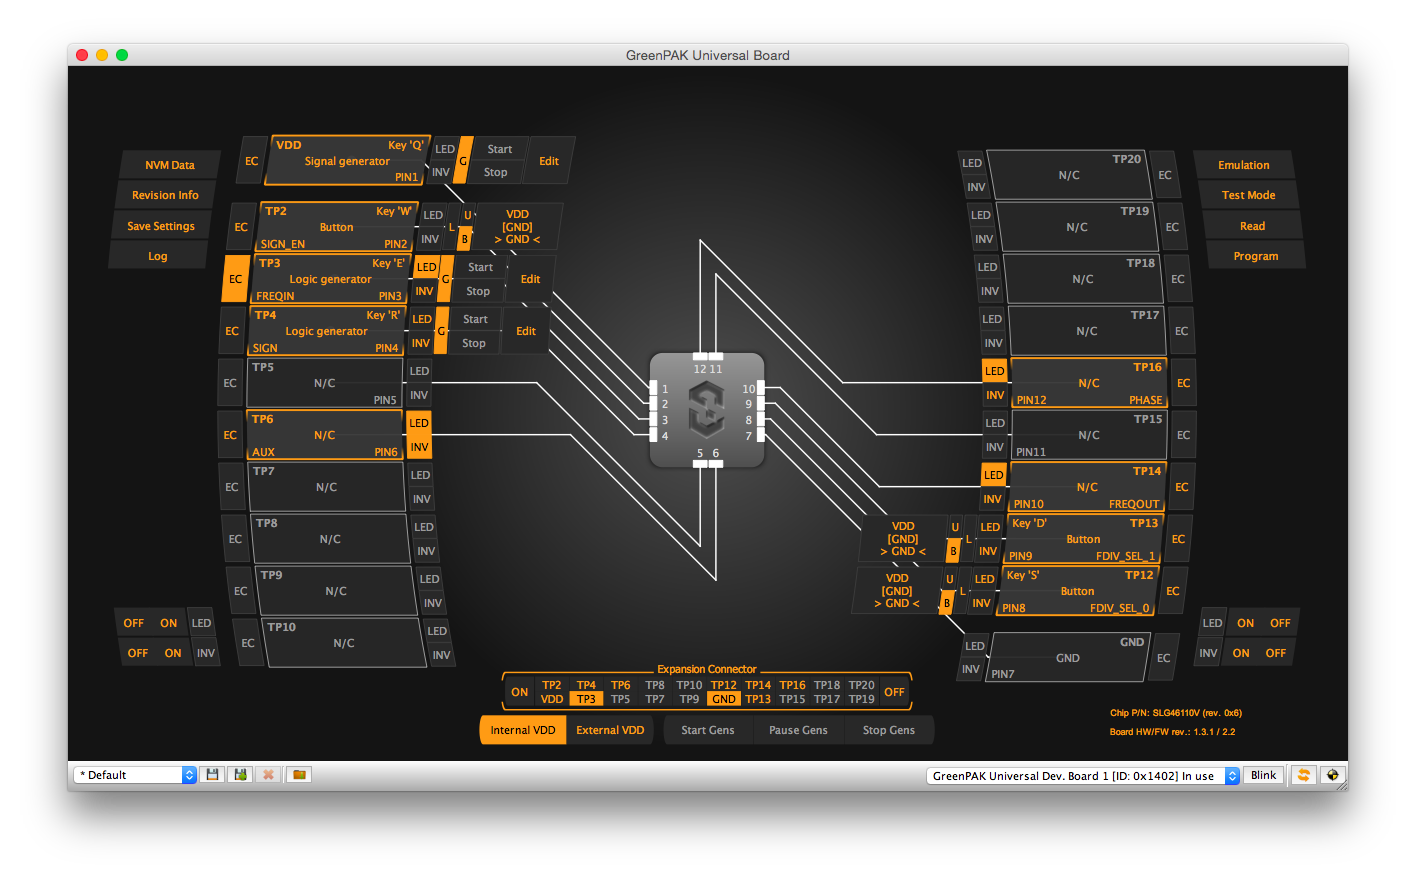 GreenPAK Universal Board
NVM Data
Revision Info
Save Settings
Log
EC
VDD Key 'Q'
Signal generator
PIN1
LED
INV
G
Start
Stop
Edit
EC
TP2 Key 'W'
Button
SIGN_EN PIN2
LED
INV
L
U
B
VDD
[GND]
> GND <
EC
TP3 Key 'E'
Logic generator
FREQIN PIN3
LED
INV
G
Start
Stop
Edit
EC
TP4 Key 'R'
Logic generator
SIGN PIN4
LED
INV
G
Start
Stop
Edit
EC
TP5
N/C
PIN5
LED
INV
EC
TP6
N/C
AUX PIN6
LED
INV
EC
TP7
N/C
LED
INV
EC
TP8
N/C
LED
INV
EC
TP9
N/C
LED
INV
EC
TP10
N/C
LED
INV
OFF ON LED
OFF ON INV
12 11
1 10
2 9
3 8
4 7
5 6
LED
INV
TP20
N/C
EC
LED
INV
TP19
N/C
EC
LED
INV
TP18
N/C
EC
LED
INV
TP17
N/C
EC
LED
INV
TP16
N/C
PIN12 PHASE
EC
LED
INV
TP15
N/C
PIN11
EC
LED
INV
TP14
N/C
PIN10 FREQOUT
EC
VDD
[GND]
> GND <
U
B
L
LED
INV
Key 'D' TP13
Button
PIN9 FDIV_SEL_1
EC
VDD
[GND]
> GND <
U
B
L
LED
INV
Key 'S' TP12
Button
PIN8 FDIV_SEL_0
EC
LED
INV
GND
GND
PIN7
EC
Emulation
Test Mode
Read
Program
LED ON OFF
INV ON OFF
Expansion Connector
ON
TP2 TP4 TP6 TP8 TP10 TP12 TP14 TP16 TP18 TP20
VDD TP3 TP5 TP7 TP9 GND TP13 TP15 TP17 TP19
OFF
Internal VDD External VDD Start Gens Pause Gens Stop Gens
Chip P/N: SLG46110V (rev. 0x6)
Board HW/FW rev.: 1.3.1 / 2.2
* Default
GreenPAK Universal Dev. Board 1 [ID: 0x1402] In use
Blink